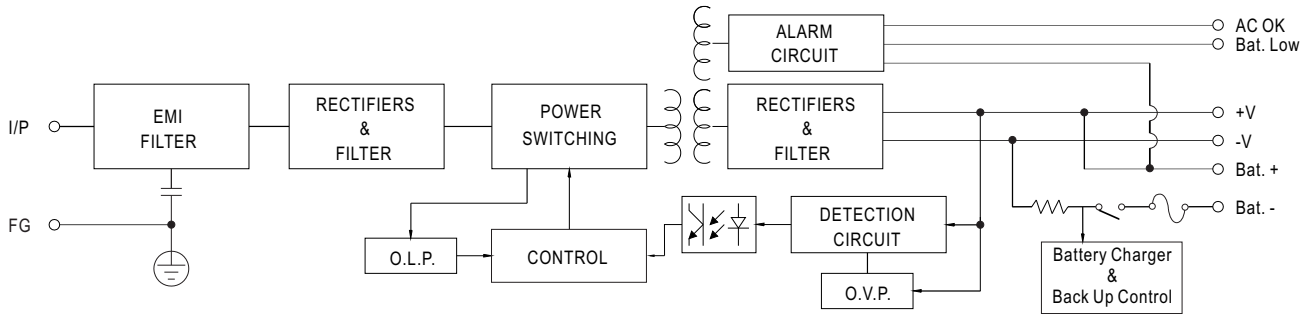 AC OK
Bat. Low
ALARM
CIRCUIT
I/P
EMI
FILTER
RECTIFIERS
&
FILTER
POWER
SWITCHING
RECTIFIERS
&
FILTER
+V
-V
Bat. +
Bat. -
FG
O.L.P.
CONTROL
DETECTION
CIRCUIT
O.V.P.
Battery Charger
&
Back Up Control